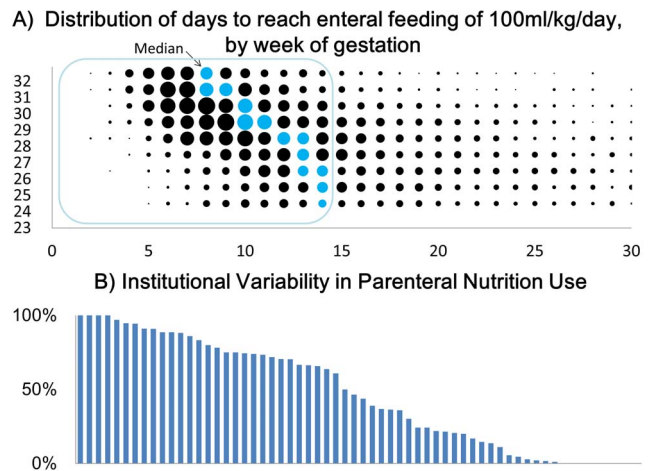 A) Distribution of days to reach enteral feeding of 100ml/kg/day,
by week of gestation
Median
32
31
30
29
28
27
26
25
24
23
0 5 10 15 20 25 30
B) Institutional Variability in Parenteral Nutrition Use
100%
50%
0%